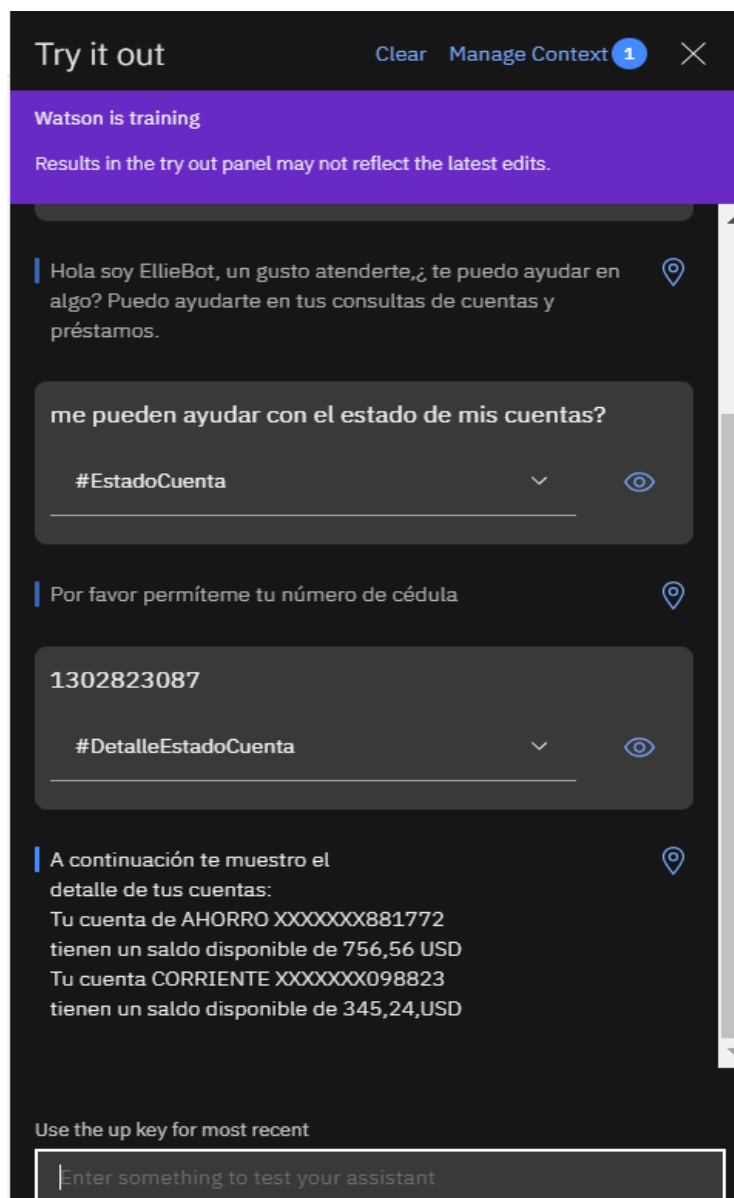 Try it out
Clear Manage Context 1
Watson is training
Results in the try out panel may not reflect the latest edits.
Hola soy EllieBot, un gusto atenderte,¿ te puedo ayudar en
algo? Puedo ayudarte en tus consultas de cuentas y
préstamos.
me pueden ayudar con el estado de mis cuentas?
#EstadoCuenta
Por favor permíteme tu número de cédula
1302823087
#DetalleEstadoCuenta
A continuación te muestro el
detalle de tus cuentas:
Tu cuenta de AHORRO XXXXXXX881772
tienen un saldo disponible de 756,56 USD
Tu cuenta CORRIENTE XXXXXXX098823
tienen un saldo disponible de 345,24,USD
Use the up key for most recent
Enter something to test your assistant